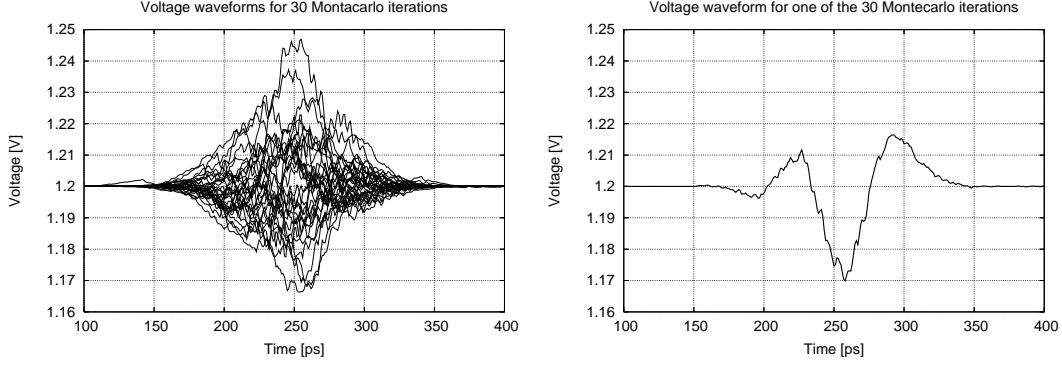 Voltage waveforms for 30 Montacarlo iterations
1.25
1.24
1.23
1.22
1.21
1.2
1.19
1.18
1.17
1.16
Voltage [V]
100 150 200 250 300 350 400
Time [ps]
Voltage waveform for one of the 30 Montecarlo iterations
1.25
1.24
1.23
1.22
1.21
1.2
1.19
1.18
1.17
1.16
Voltage [V]
100 150 200 250 300 350 400
Time [ps]